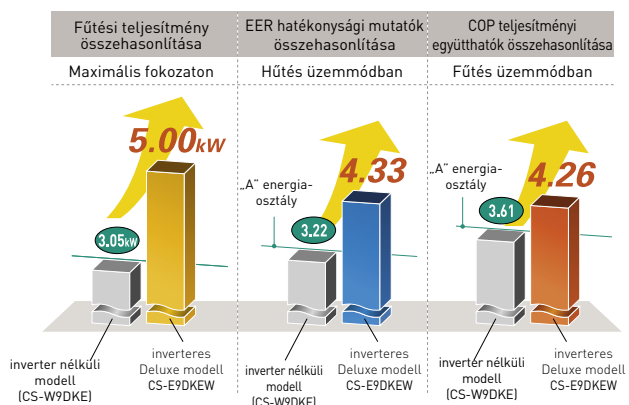 Fűtési teljesítmény
összehasonlítása
Maximális fokozaton
5.00kW
3.05kW
inverter nélküli
modell
(CS-W9DKE)
inverteres
Deluxe modell
CS-E9DKEW
EER hatékonysági mutatók
összehasonlítása
Hűtés üzemmódban
4.33
„A” energia-
osztály
3.22
inverter nélküli
modell
(CS-W9DKE)
inverteres
Deluxe modell
CS-E9DKEW
COP teljesítményi
együtthatók összehasonlítása
Fűtés üzemmódban
„A” energia-
osztály
4.26
3.61
inverter nélküli
modell
(CS-W9DKE)
inverteres
Deluxe modell
CS-E9DKEW